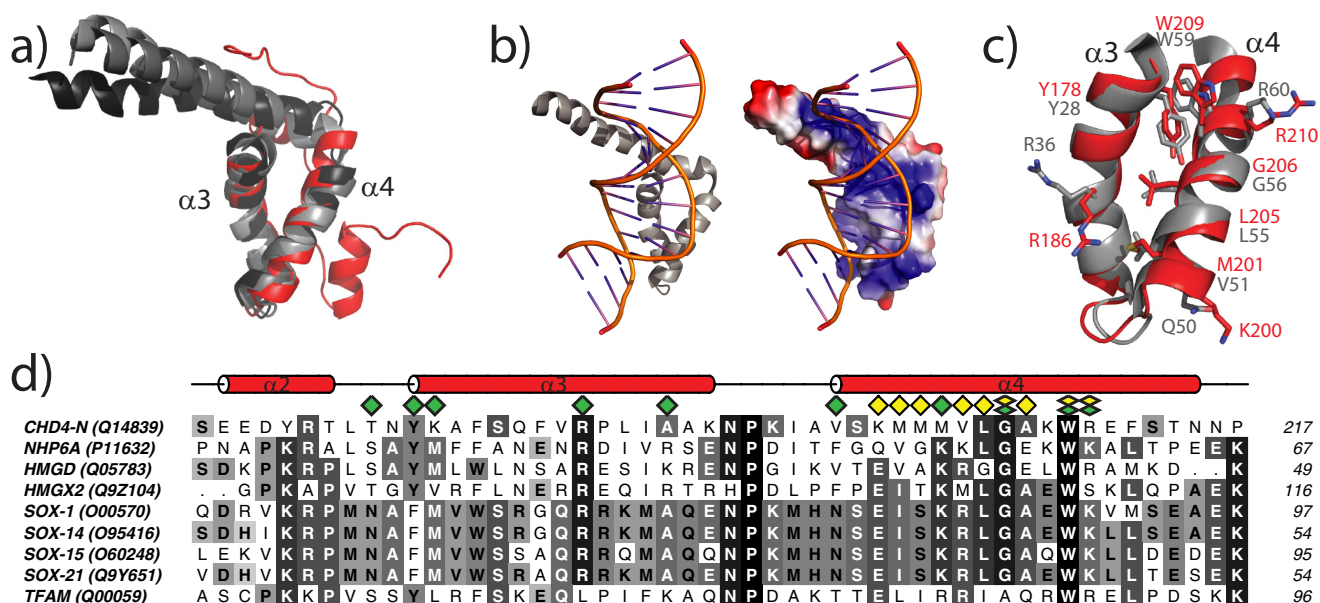 a)
α3
α4
b)
c)
α3
W209
W59
α4
Y178
Y28
R60
R210
R36
G206
G56
L205
L55
R186
M201
V51
Q50
K200
d)
α2 α3 α4
CHD4-N (Q14839) S E E D Y R T L T N Y K A F S Q F V R P L I A A K N P K I A V S K M M M V L G A K W R E F S T N N P 217
NHP6A (P11632) P N A P K R A L S A Y M F F A N E N R D I V R S E N P D I T F G Q V G K K L G E K W K A L T P E E K 67
HMGD (Q05783) S D K P K R P L S A Y M L W L N S A R E S I K R E N P G I K V T E V A K R G G E L W R A M K D . . K 49
HMGX2 (Q9Z104) . . G P K A P V T G Y V R F L N E R R E Q I R T R H P D L P F P E I T K M L G A E W S K L Q P A E K 116
SOX-1 (O00570) Q D R V K R P M N A F M V W S R G Q R R K M A Q E N P K M H N S E I S K R L G A E W K V M S E A E K 97
SOX-14 (O95416) S D H I K R P M N A F M V W S R G Q R R K M A Q E N P K M H N S E I S K R L G A E W K L L S E S E K 54
SOX-15 (O60248) L E K V K R P M N A F M V W S S A Q R R Q M A Q Q N P K M H N S E I S K R L G A Q W K L L D E D E K 95
SOX-21 (Q9Y651) V D H V K R P M N A F M V W S R A Q R R K M A Q E N P K M H N S E I S K R L G A E W K L L T E S E K 54
TFAM (Q00059) A S C P K K P V S S Y L R F S K E Q L P I F K A Q N P D A K T T E L I R R I A Q R W R E L P D S K K 96